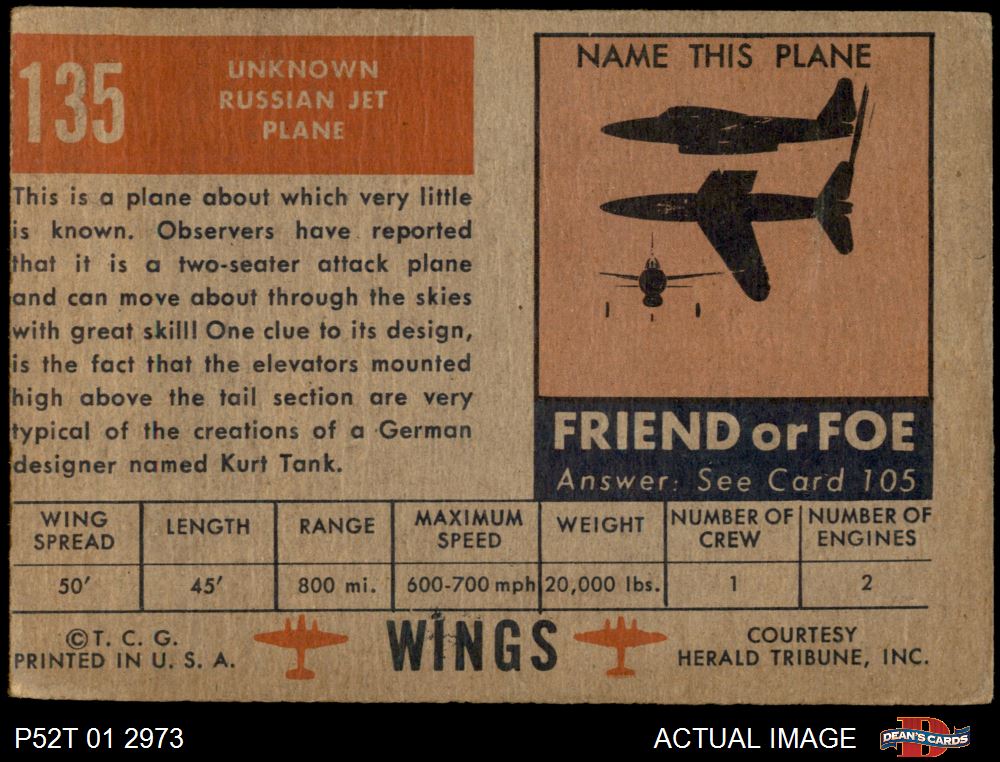 135
UNKNOWN
RUSSIAN JET
PLANE
This is a plane about which very little
is known. Observers have reported
that it is a two-seater attack plane
and can move about through the skies
with great skill! One clue to its design,
is the fact that the elevators mounted
high above the tail section are very
typical of the creations of a German
designer named Kurt Tank.
NAME THIS PLANE
FRIEND or FOE
Answer: See Card 105
WING SPREAD
LENGTH
RANGE
MAXIMUM SPEED
WEIGHT
NUMBER OF CREW
NUMBER OF ENGINES
50′
45′
800 mi.
600-700 mph
20,000 lbs.
1
2
©T. C. G.
PRINTED IN U. S. A.
WINGS
COURTESY
HERALD TRIBUNE, INC.
P52T 01 2973
ACTUAL IMAGE
D
DEAN'S CARDS